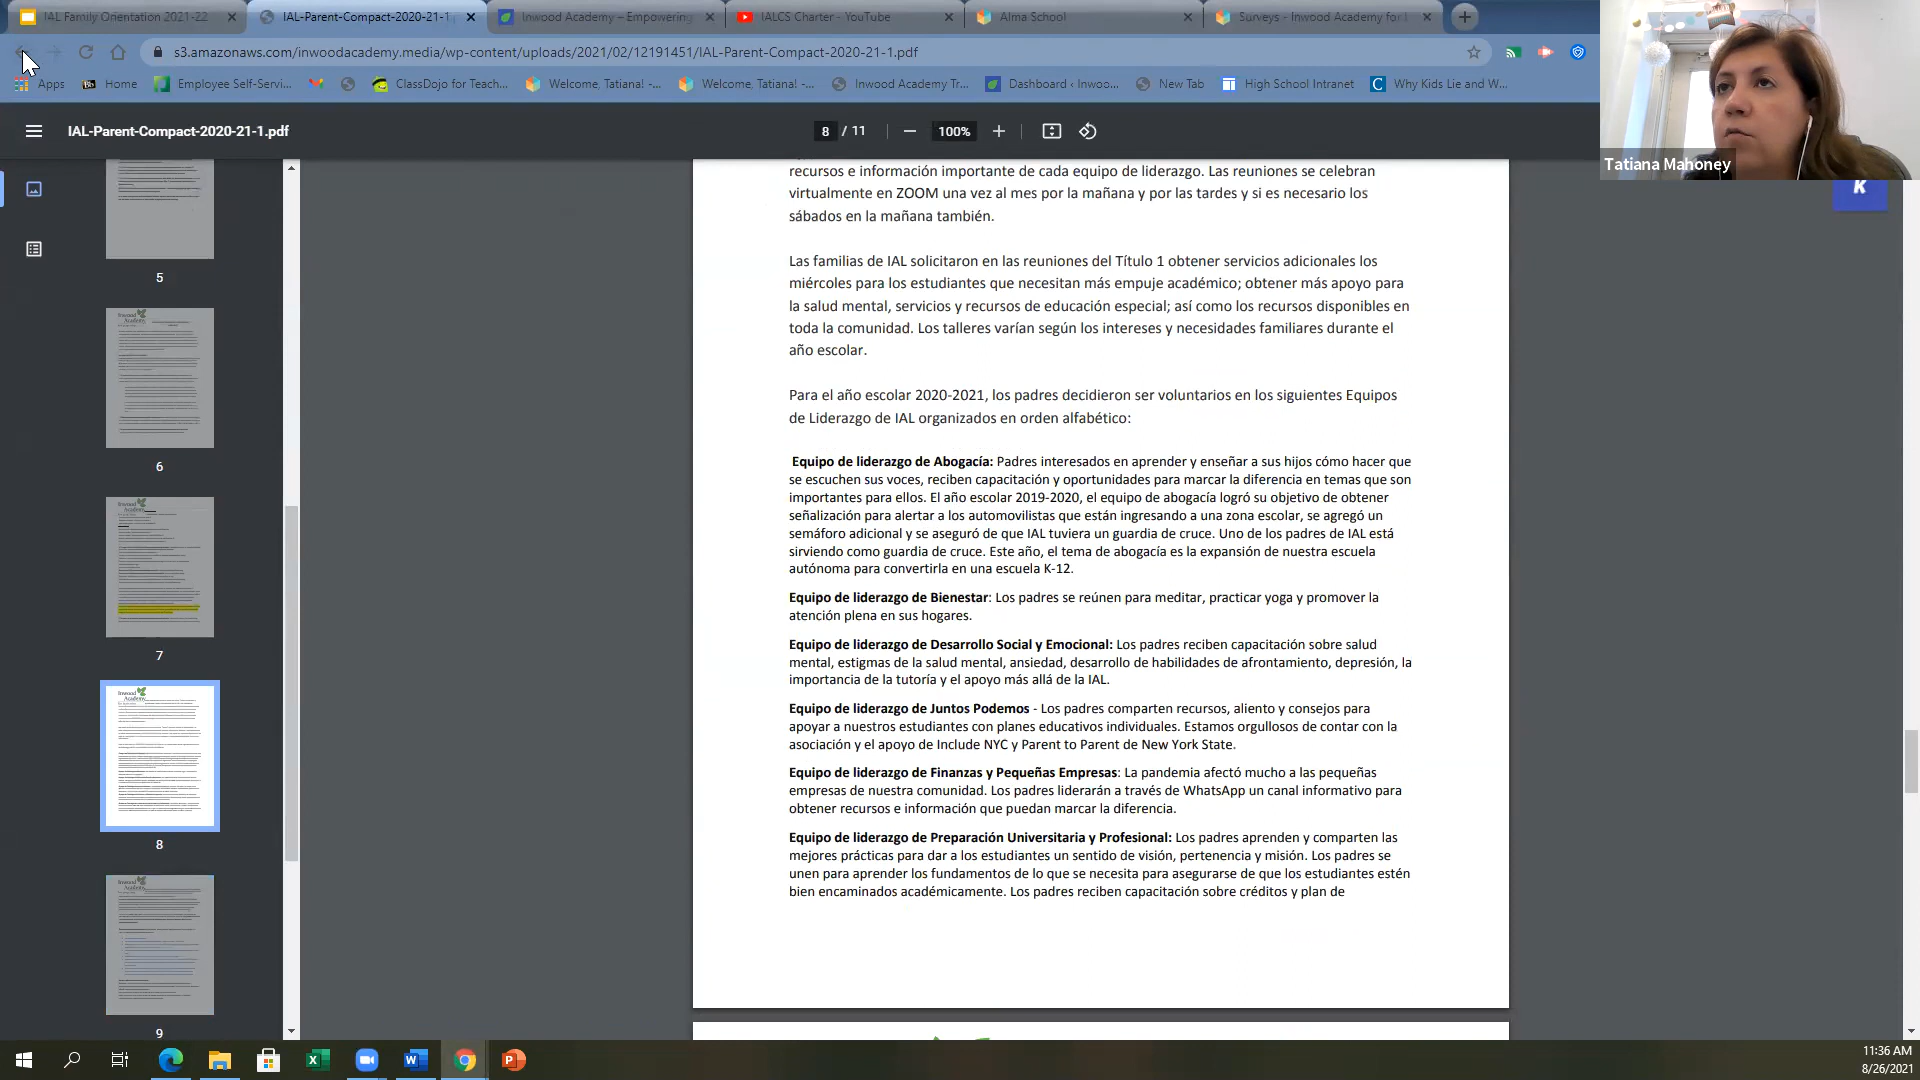 IAL Family Orientation 2021-22
IAL-Parent-Compact-2020-21-1
Inwood Academy – Empowering
IALCS Charter - YouTube
Alma School
Surveys - Inwood Academy for
s3.amazonaws.com/inwoodacademy.media/wp-content/uploads/2021/02/12191451/IAL-Parent-Compact-2020-21-1.pdf
Apps
Home
Employee Self-Servi...
ClassDojo for Teach...
Welcome, Tatiana! -...
Welcome, Tatiana! -...
Inwood Academy Tr...
Dashboard ‹ Inwoo...
New Tab
High School Intranet
Why Kids Lie and W...
IAL-Parent-Compact-2020-21-1.pdf
8 / 11
100%
Tatiana Mahoney
K
5
6
7
8
9
recursos e información importante de cada equipo de liderazgo. Las reuniones se celebran
virtualmente en ZOOM una vez al mes por la mañana y por las tardes y si es necesario los
sábados en la mañana también.
Las familias de IAL solicitaron en las reuniones del Título 1 obtener servicios adicionales los
miércoles para los estudiantes que necesitan más empuje académico; obtener más apoyo para
la salud mental, servicios y recursos de educación especial; así como los recursos disponibles en
toda la comunidad. Los talleres varían según los intereses y necesidades familiares durante el
año escolar.
Para el año escolar 2020-2021, los padres decidieron ser voluntarios en los siguientes Equipos
de Liderazgo de IAL organizados en orden alfabético:
Equipo de liderazgo de Abogacía: Padres interesados en aprender y enseñar a sus hijos cómo hacer que
se escuchen sus voces, reciben capacitación y oportunidades para marcar la diferencia en temas que son
importantes para ellos. El año escolar 2019-2020, el equipo de abogacía logró su objetivo de obtener
señalización para alertar a los automovilistas que están ingresando a una zona escolar, se agregó un
semáforo adicional y se aseguró de que IAL tuviera un guardia de cruce. Uno de los padres de IAL está
sirviendo como guardia de cruce. Este año, el tema de abogacía es la expansión de nuestra escuela
autónoma para convertirla en una escuela K-12.
Equipo de liderazgo de Bienestar: Los padres se reúnen para meditar, practicar yoga y promover la
atención plena en sus hogares.
Equipo de liderazgo de Desarrollo Social y Emocional: Los padres reciben capacitación sobre salud
mental, estigmas de la salud mental, ansiedad, desarrollo de habilidades de afrontamiento, depresión, la
importancia de la tutoría y el apoyo más allá de la IAL.
Equipo de liderazgo de Juntos Podemos - Los padres comparten recursos, aliento y consejos para
apoyar a nuestros estudiantes con planes educativos individuales. Estamos orgullosos de contar con la
asociación y el apoyo de Include NYC y Parent to Parent de New York State.
Equipo de liderazgo de Finanzas y Pequeñas Empresas: La pandemia afectó mucho a las pequeñas
empresas de nuestra comunidad. Los padres liderarán a través de WhatsApp un canal informativo para
obtener recursos e información que puedan marcar la diferencia.
Equipo de liderazgo de Preparación Universitaria y Profesional: Los padres aprenden y comparten las
mejores prácticas para dar a los estudiantes un sentido de visión, pertenencia y misión. Los padres se
unen para aprender los fundamentos de lo que se necesita para asegurarse de que los estudiantes estén
bien encaminados académicamente. Los padres reciben capacitación sobre créditos y plan de
11:36 AM
8/26/2021